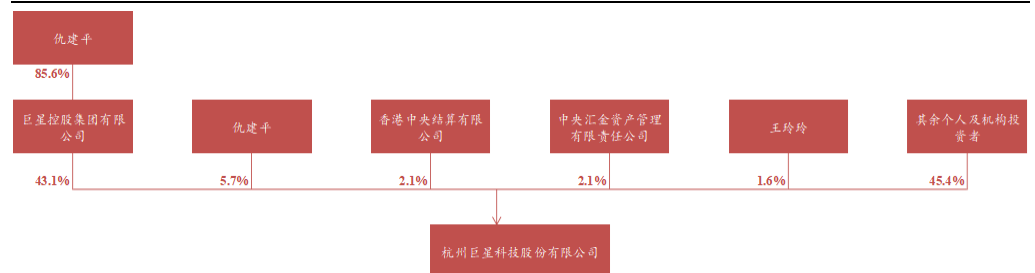 仇建平
85.6%
巨星控股集团有限
公司
仇建平
香港中央结算有限
公司
中央汇金资产管理
有限责任公司
王玲玲
其余个人及机构投
资者
43.1%
5.7%
2.1%
2.1%
1.6%
45.4%
杭州巨星科技股份有限公司